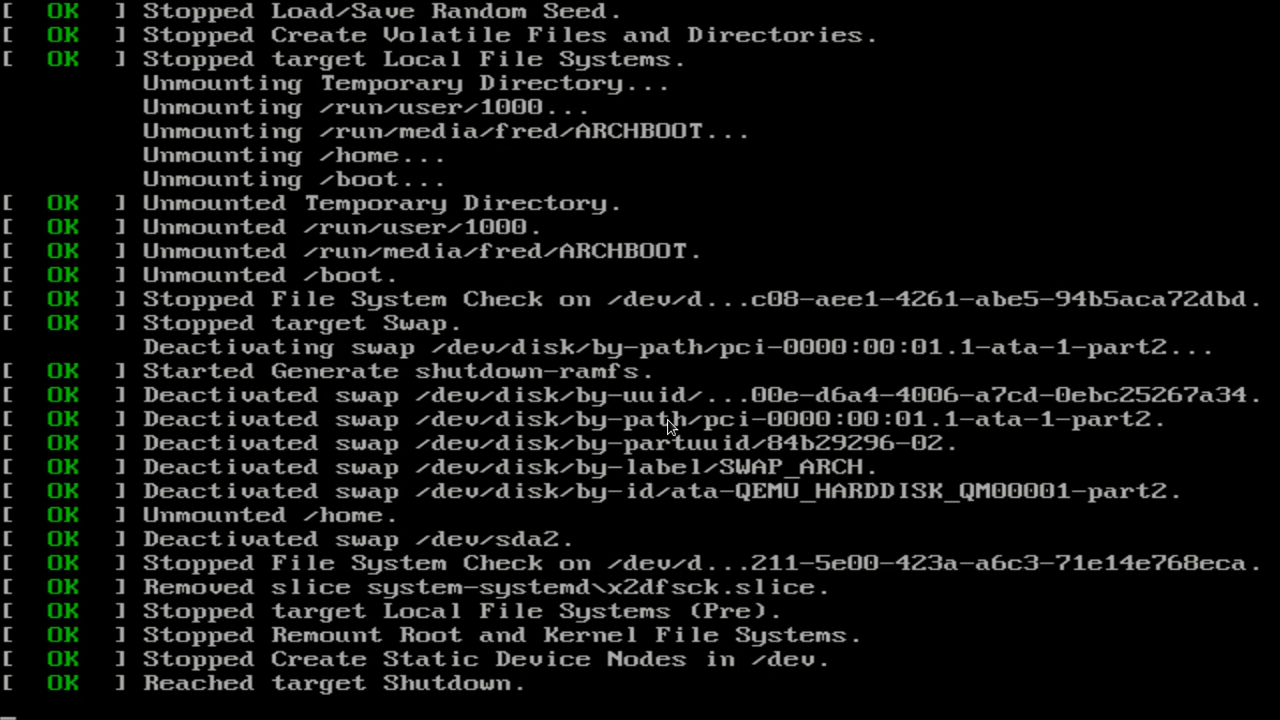 [ OK ] Stopped Load/Save Random Seed.
[ OK ] Stopped Create Volatile Files and Directories.
[ OK ] Stopped target Local File Systems.
Unmounting Temporary Directory...
Unmounting /run/user/1000...
Unmounting /run/media/fred/ARCHBOOT...
Unmounting /home...
Unmounting /boot...
[ OK ] Unmounted Temporary Directory.
[ OK ] Unmounted /run/user/1000.
[ OK ] Unmounted /run/media/fred/ARCHBOOT.
[ OK ] Unmounted /boot.
[ OK ] Stopped File System Check on /dev/d...c08-aee1-4261-abe5-94b5aca72dbd.
[ OK ] Stopped target Swap.
Deactivating swap /dev/disk/by-path/pci-0000:00:01.1-ata-1-part2...
[ OK ] Started Generate shutdown-ramfs.
[ OK ] Deactivated swap /dev/disk/by-uuid/...00e-d6a4-4006-a7cd-0ebc25267a34.
[ OK ] Deactivated swap /dev/disk/by-path/pci-0000:00:01.1-ata-1-part2.
[ OK ] Deactivated swap /dev/disk/by-partuuid/84b29296-02.
[ OK ] Deactivated swap /dev/disk/by-label/SWAP_ARCH.
[ OK ] Deactivated swap /dev/disk/by-id/ata-QEMU_HARDDISK_QM00001-part2.
[ OK ] Unmounted /home.
[ OK ] Deactivated swap /dev/sda2.
[ OK ] Stopped File System Check on /dev/d...211-5e00-423a-a6c3-71e14e768eca.
[ OK ] Removed slice system-systemd\x2dfsck.slice.
[ OK ] Stopped target Local File Systems (Pre).
[ OK ] Stopped Remount Root and Kernel File Systems.
[ OK ] Stopped Create Static Device Nodes in /dev.
[ OK ] Reached target Shutdown.